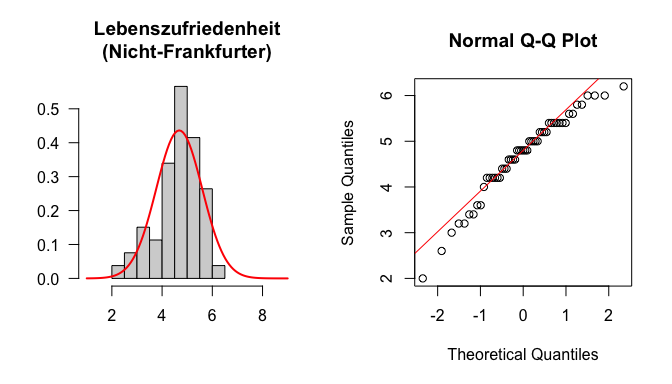 Lebenszufriedenheit
(Nicht-Frankfurter)
0.5
0.4
0.3
0.2
0.1
0.0
2 4 6 8
Normal Q-Q Plot
Sample Quantiles
6
5
4
3
2
-2 -1 0 1 2
Theoretical Quantiles